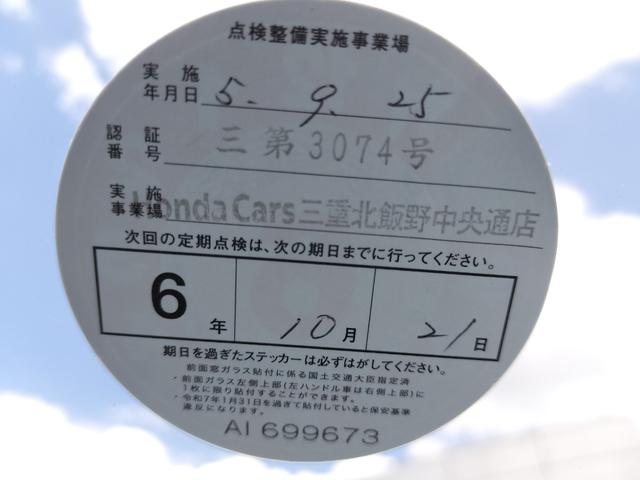 点検整備実施事業場
実施
年月日 5. 9. 25
認証
番号 三第3074号
実施
事業場 Honda Cars 三重北飯野中央通店
次回の定期点検は、次の期日までに行ってください。
6年 10月 21日
期日を過ぎたステッカーは必ずはがしてください。
前面窓ガラス貼付に係る国土交通大臣指定済
・前面ガラス左側上部(左ハンドル車は右側上部)に
1枚に限り貼付することができます。
・令和7年1月31日を過ぎて貼付していると保安基準
違反になります。
AI 699673